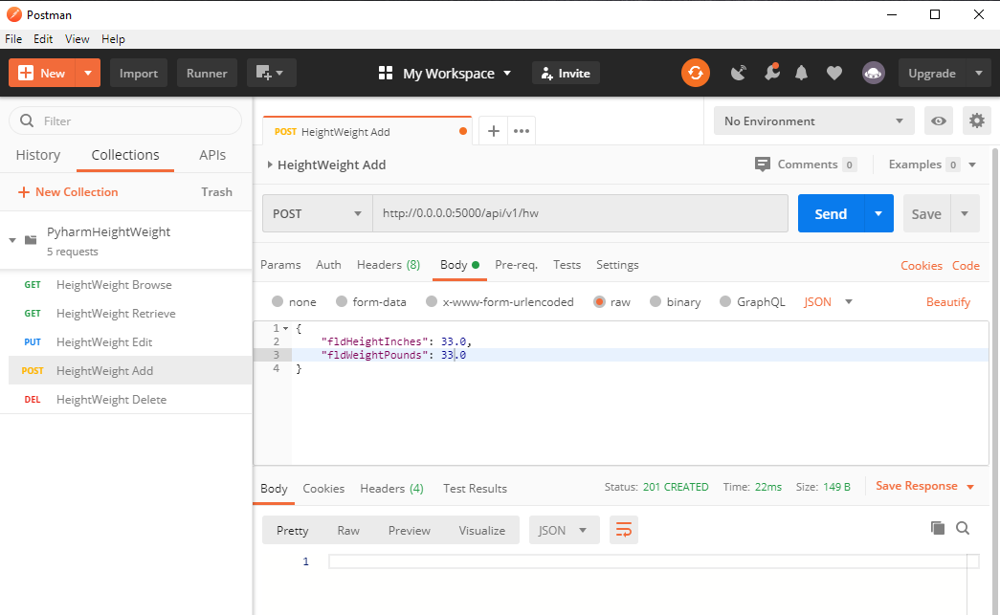 Postman
File Edit View Help
New Import Runner My Workspace Invite Upgrade
Filter
History Collections APIs
New Collection Trash
PyharmHeightWeight
5 requests
GET HeightWeight Browse
GET HeightWeight Retrieve
PUT HeightWeight Edit
POST HeightWeight Add
DEL HeightWeight Delete
POST HeightWeight Add
No Environment
HeightWeight Add Comments 0 Examples 0
POST http://0.0.0.0:5000/api/v1/hw Send Save
Params Auth Headers (8) Body Pre-req. Tests Settings Cookies Code
none form-data x-www-form-urlencoded raw binary GraphQL JSON Beautify
1 {
2 "fldHeightInches": 33.0,
3 "fldWeightPounds": 33.0
4 }
Body Cookies Headers (4) Test Results Status: 201 CREATED Time: 22ms Size: 149 B Save Response
Pretty Raw Preview Visualize JSON
1